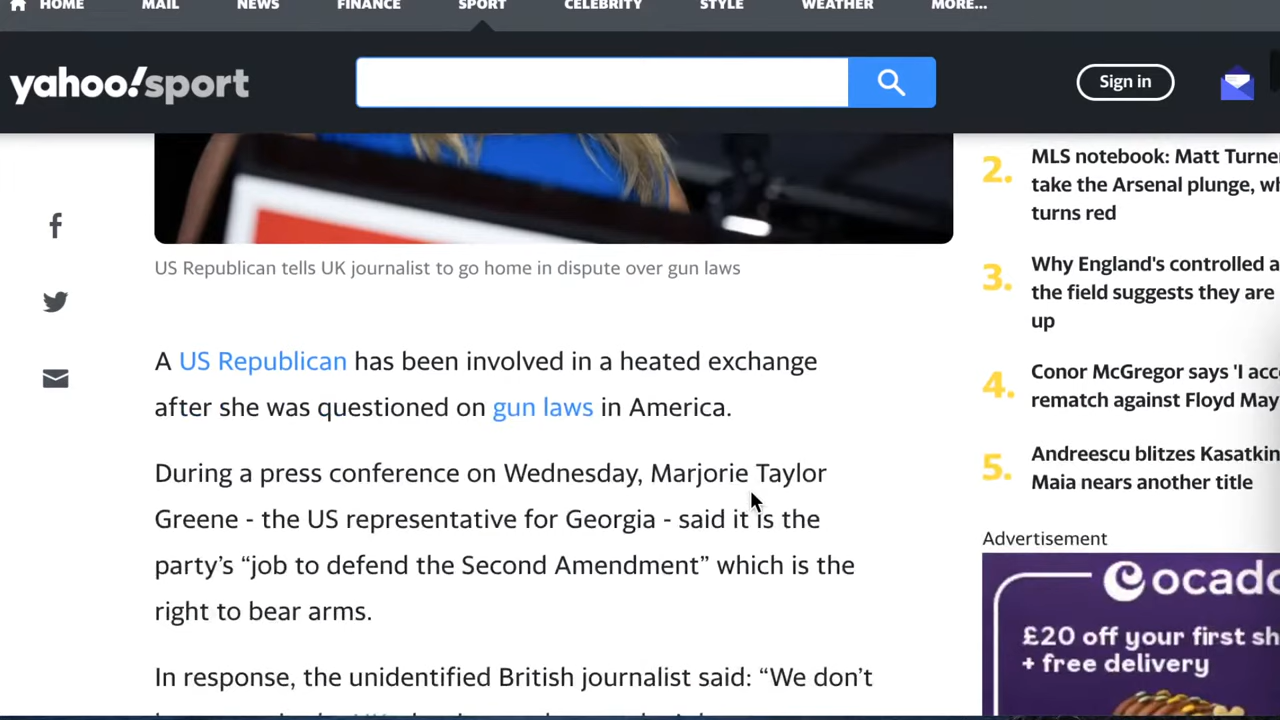 HOME MAIL NEWS FINANCE SPORT CELEBRITY STYLE WEATHER MORE...
yahoo!sport
Sign in
US Republican tells UK journalist to go home in dispute over gun laws
A US Republican has been involved in a heated exchange
after she was questioned on gun laws in America.
During a press conference on Wednesday, Marjorie Taylor
Greene - the US representative for Georgia - said it is the
party’s “job to defend the Second Amendment” which is the
right to bear arms.
In response, the unidentified British journalist said: “We don’t
2. MLS notebook: Matt Turne
take the Arsenal plunge, wh
turns red
3. Why England's controlled a
the field suggests they are
up
4. Conor McGregor says 'I acc
rematch against Floyd May
5. Andreescu blitzes Kasatkin
Maia nears another title
Advertisement
ocado
£20 off your first sh
+ free delivery